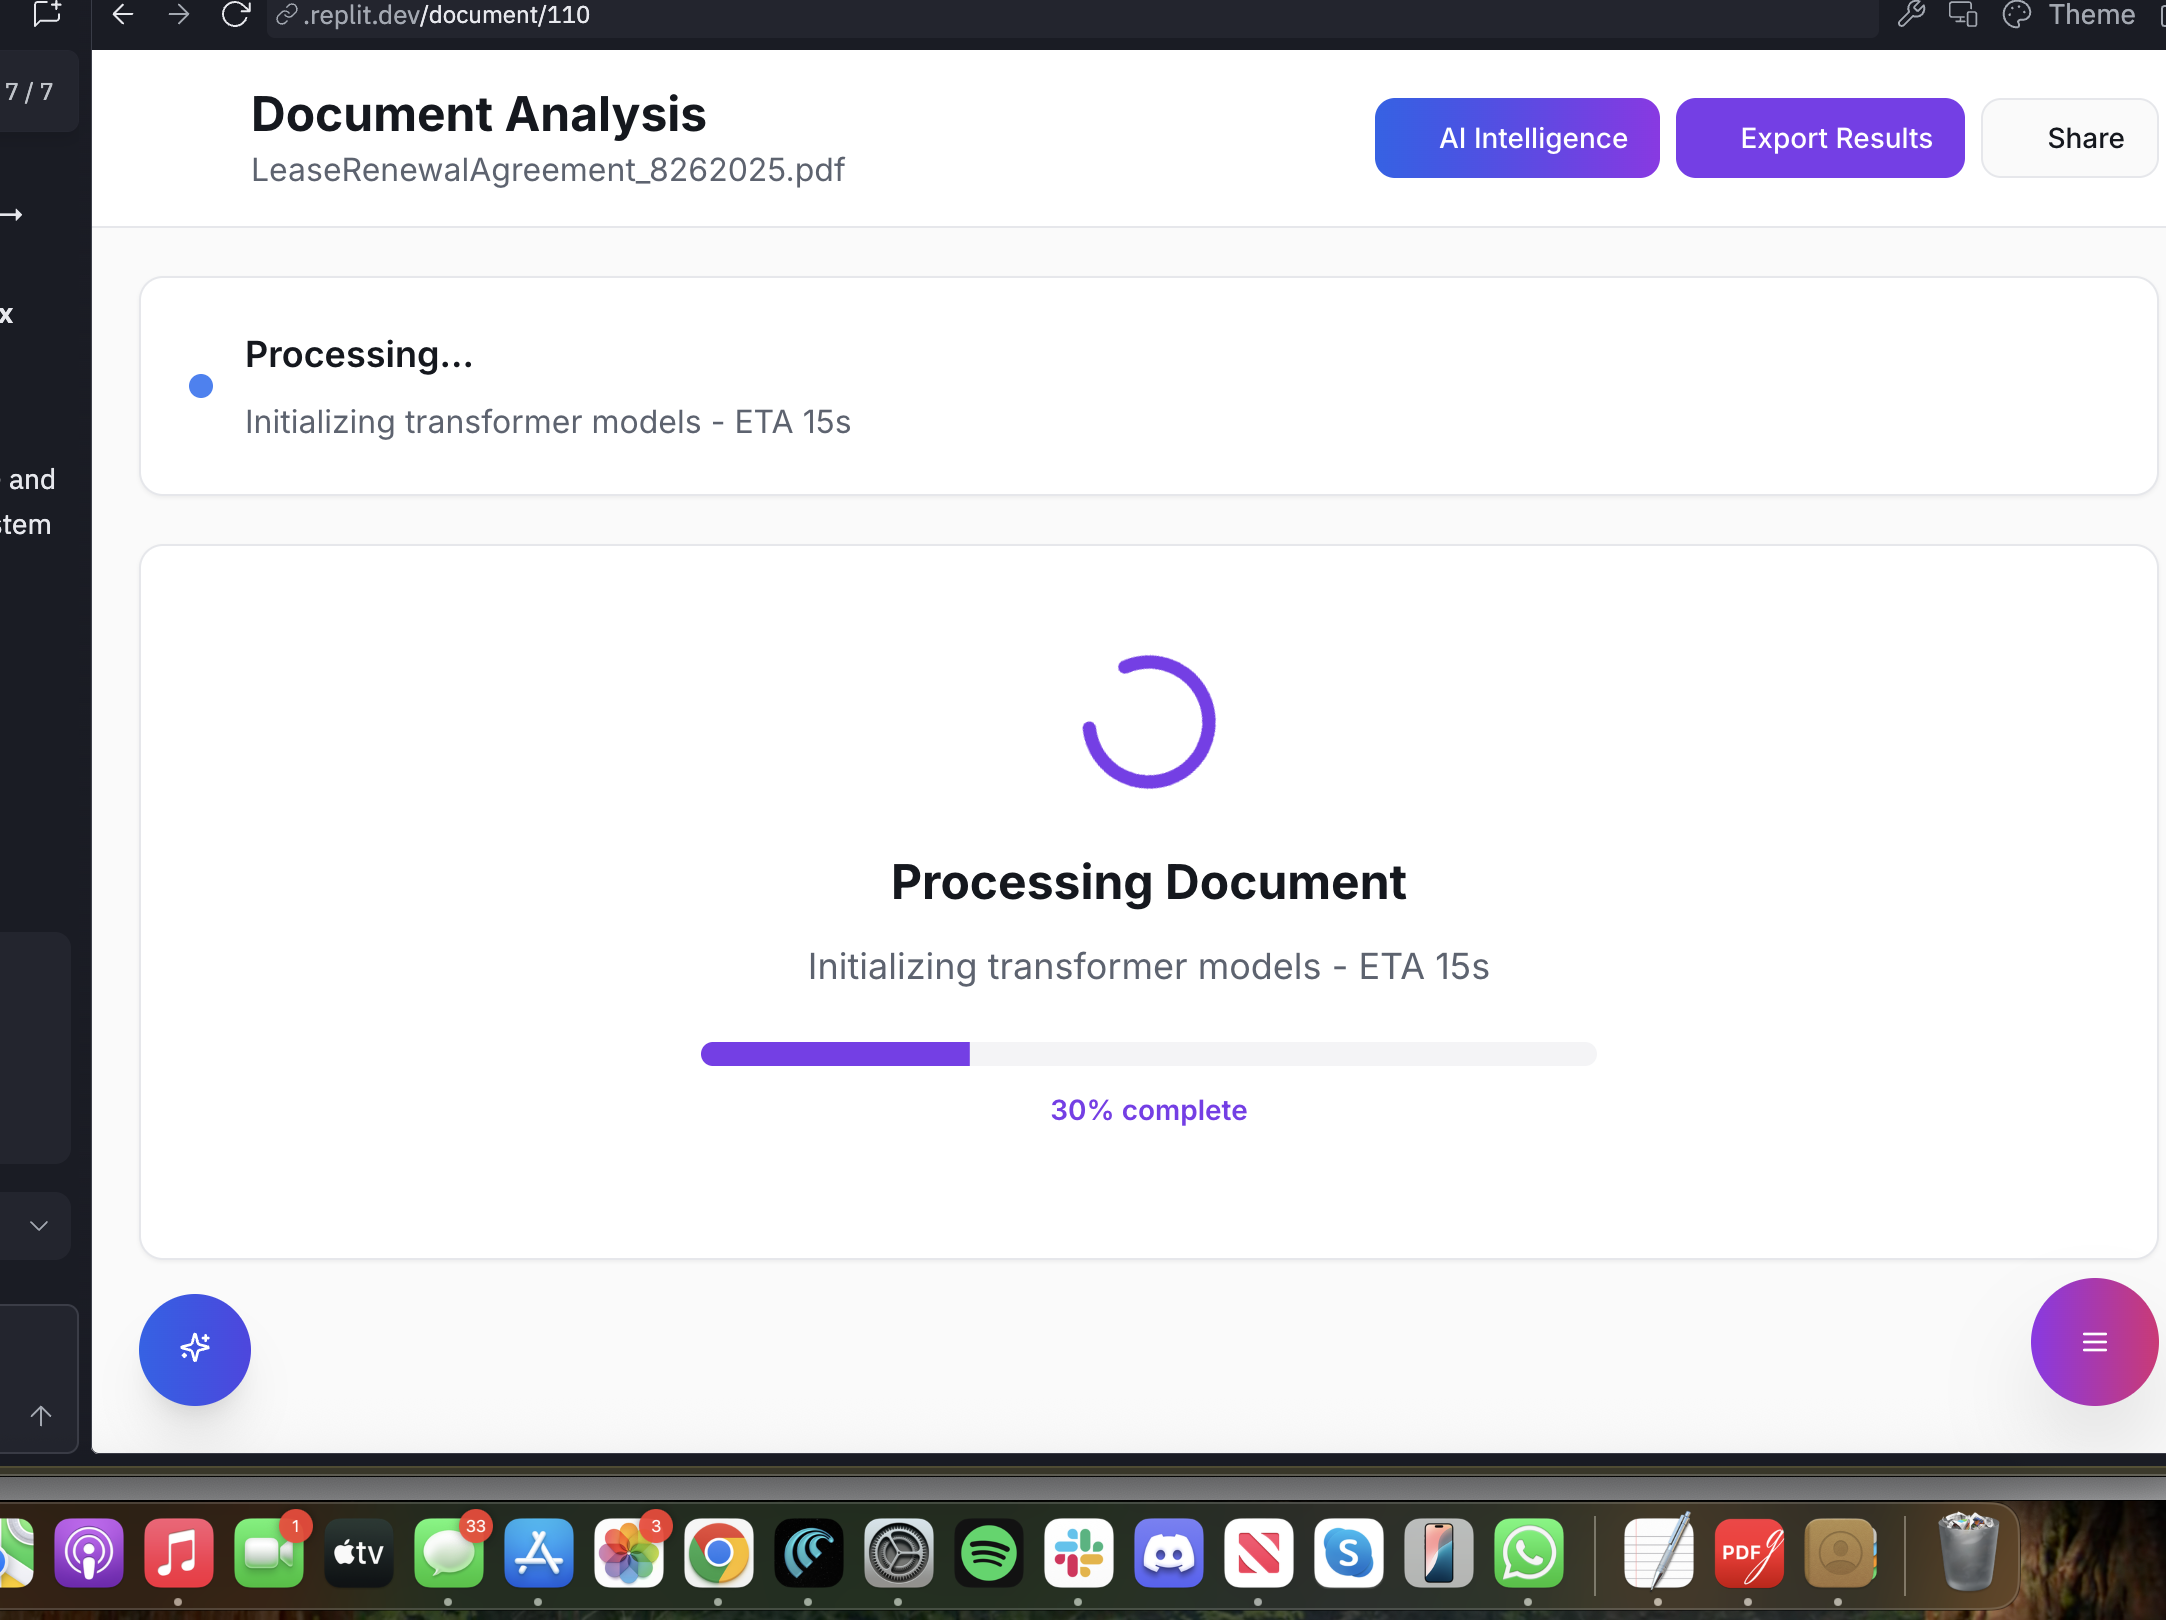 .replit.dev/document/110
Theme
7 / 7
x
and
stem
Document Analysis
LeaseRenewalAgreement_8262025.pdf
AI Intelligence
Export Results
Share
Processing...
Initializing transformer models - ETA 15s
Processing Document
Initializing transformer models - ETA 15s
30% complete
1
tv
33
3
S
PDF